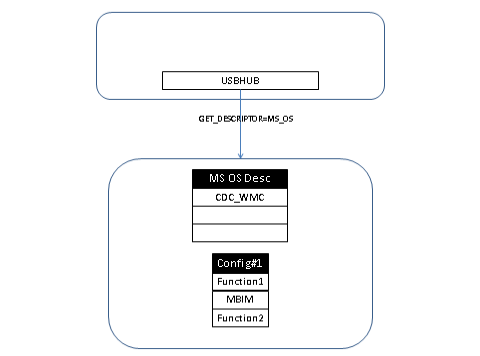 USBHUB
GET_DESCRIPTOR=MS_OS
MS OS Desc
CDC_WMC
Config#1
Function1
MBIM
Function2